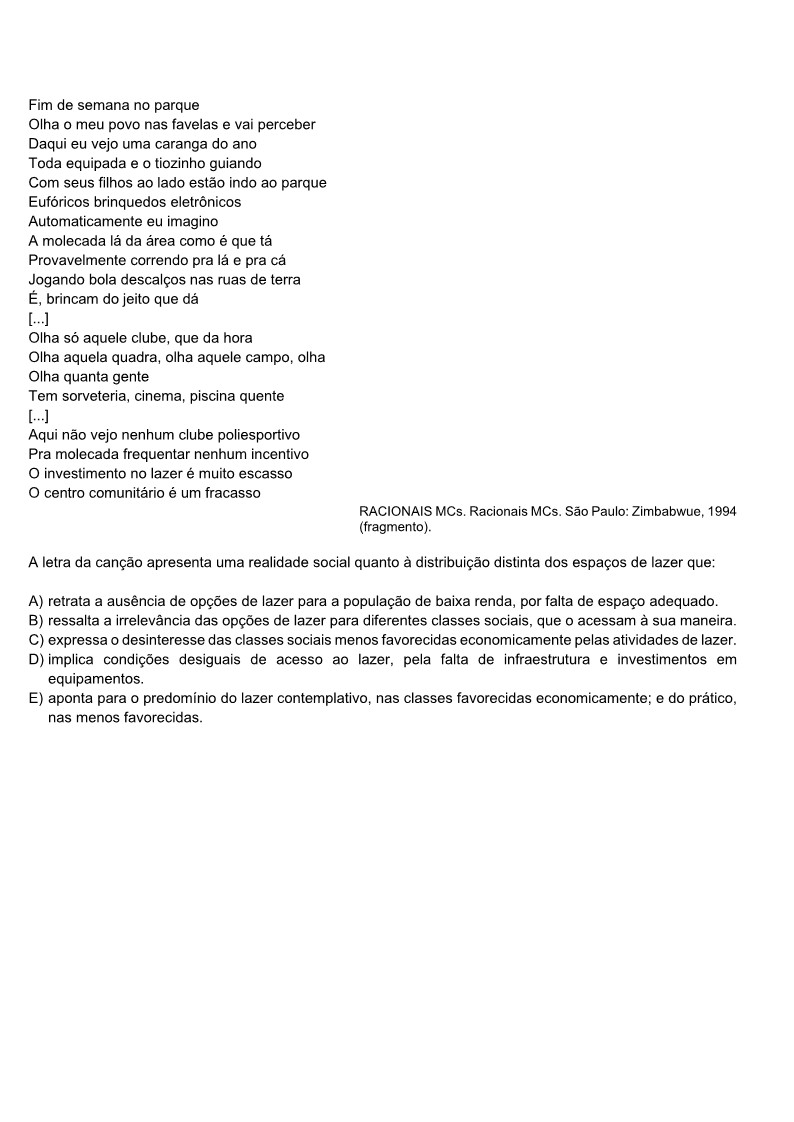 Fim de semana no parque
Olha o meu povo nas favelas e vai perceber
Daqui eu vejo uma caranga do ano
Toda equipada e o tiozinho guiando
Com seus filhos ao lado estão indo ao parque
Eufóricos brinquedos eletrônicos
Automaticamente eu imagino
A molecada lá da área como é que tá
Provavelmente correndo pra lá e pra cá
Jogando bola descalços nas ruas de terra
É, brincam do jeito que dá
[...]
Olha só aquele clube, que da hora
Olha aquela quadra, olha aquele campo, olha
Olha quanta gente
Tem sorveteria, cinema, piscina quente
[...]
Aqui não vejo nenhum clube poliesportivo
Pra molecada frequentar nenhum incentivo
O investimento no lazer é muito escasso
O centro comunitário é um fracasso
RACIONAIS MCs. Racionais MCs. São Paulo: Zimbabwue, 1994
(fragmento).
A letra da canção apresenta uma realidade social quanto à distribuição distinta dos espaços de lazer que:
A) retrata a ausência de opções de lazer para a população de baixa renda, por falta de espaço adequado.
B) ressalta a irrelevância das opções de lazer para diferentes classes sociais, que o acessam à sua maneira.
C) expressa o desinteresse das classes sociais menos favorecidas economicamente pelas atividades de lazer.
D) implica condições desiguais de acesso ao lazer, pela falta de infraestrutura e investimentos em
equipamentos.
E) aponta para o predomínio do lazer contemplativo, nas classes favorecidas economicamente; e do prático,
nas menos favorecidas.